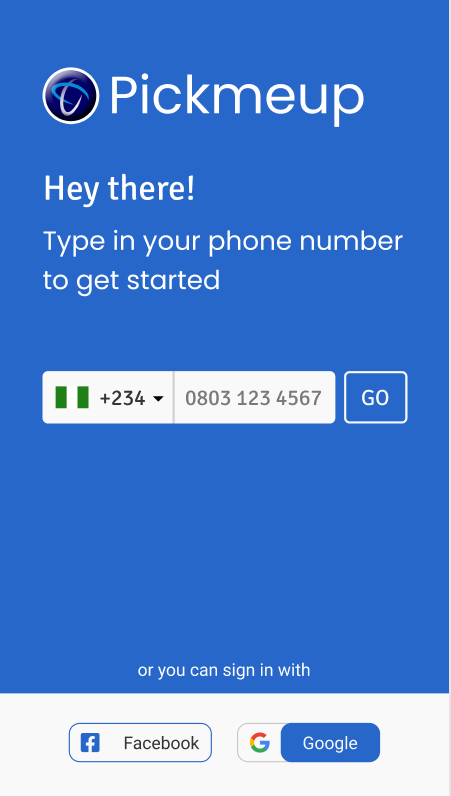 Pickmeup
Hey there!
Type in your phone number
to get started
+234 0803 123 4567 GO
or you can sign in with
Facebook Google